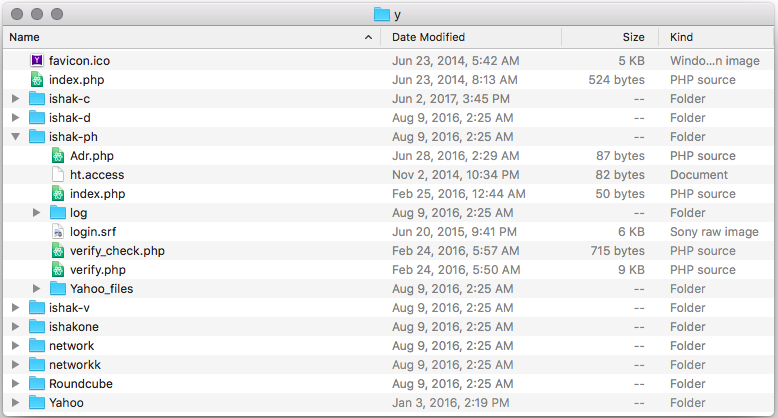 y
Name Date Modified Size Kind
favicon.ico Jun 23, 2014, 5:42 AM 5 KB Windo...n image
index.php Jun 23, 2014, 8:13 AM 524 bytes PHP source
ishak-c Jun 2, 2017, 3:45 PM -- Folder
ishak-d Aug 9, 2016, 2:25 AM -- Folder
ishak-ph Aug 9, 2016, 2:25 AM -- Folder
Adr.php Jun 28, 2016, 2:29 AM 87 bytes PHP source
ht.access Nov 2, 2014, 10:34 PM 82 bytes Document
index.php Feb 25, 2016, 12:44 AM 50 bytes PHP source
log Aug 9, 2016, 2:25 AM -- Folder
login.srf Jun 20, 2015, 9:41 PM 6 KB Sony raw image
verify_check.php Feb 24, 2016, 5:57 AM 715 bytes PHP source
verify.php Feb 24, 2016, 5:50 AM 9 KB PHP source
Yahoo_files Aug 9, 2016, 2:25 AM -- Folder
ishak-v Aug 9, 2016, 2:25 AM -- Folder
ishakone Aug 9, 2016, 2:25 AM -- Folder
network Aug 9, 2016, 2:25 AM -- Folder
networkk Aug 9, 2016, 2:25 AM -- Folder
Roundcube Aug 9, 2016, 2:25 AM -- Folder
Yahoo Jan 3, 2016, 2:19 PM -- Folder